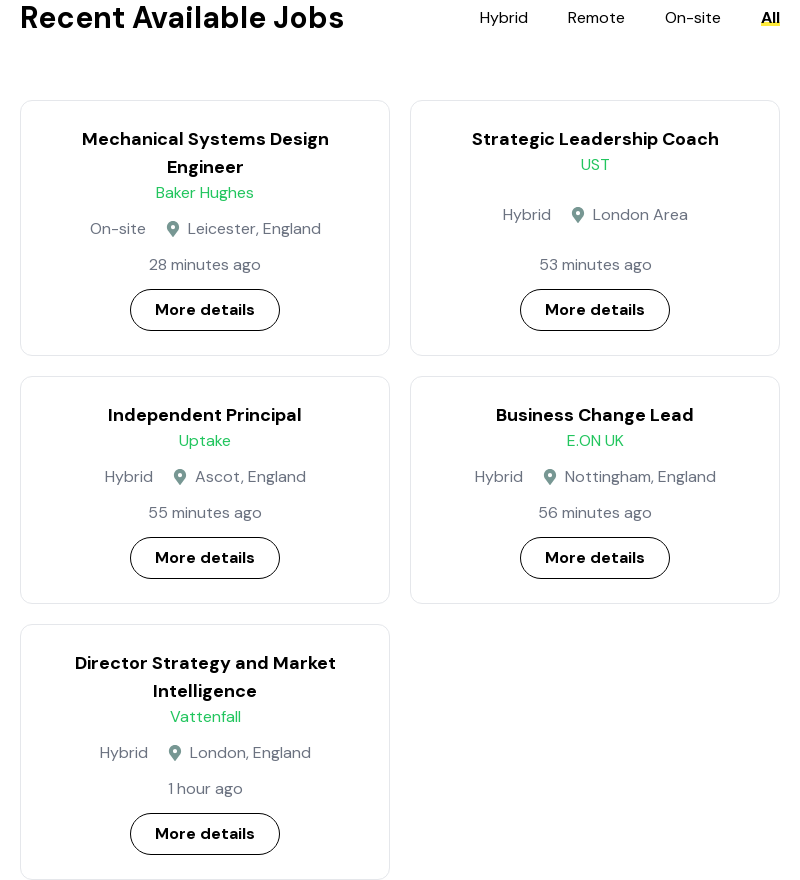 Recent Available Jobs
Hybrid Remote On-site All
Mechanical Systems Design
Engineer
Baker Hughes
On-site Leicester, England
28 minutes ago
More details
Strategic Leadership Coach
UST
Hybrid London Area
53 minutes ago
More details
Independent Principal
Uptake
Hybrid Ascot, England
55 minutes ago
More details
Business Change Lead
E.ON UK
Hybrid Nottingham, England
56 minutes ago
More details
Director Strategy and Market
Intelligence
Vattenfall
Hybrid London, England
1 hour ago
More details